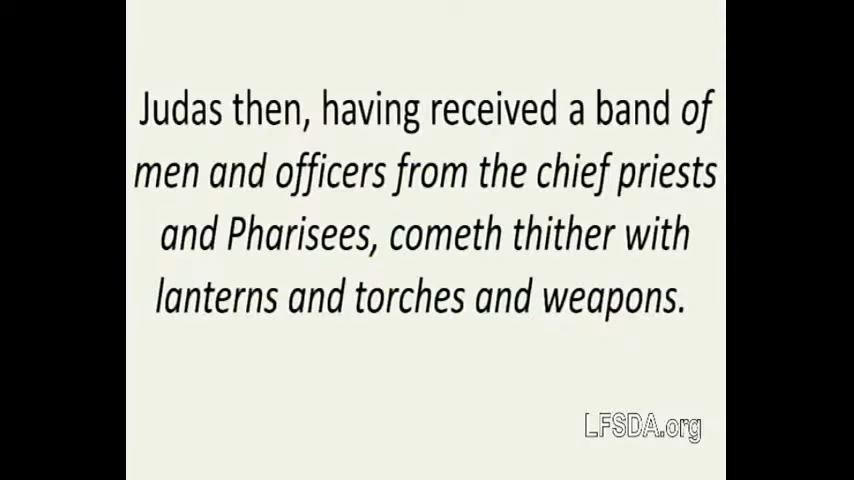 Judas then, having received a band of
men and officers from the chief priests
and Pharisees, cometh thither with
lanterns and torches and weapons.
LFSDA.org